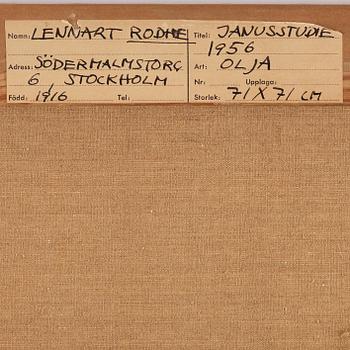 Namn: LENNART RODHE Titel: JANUSSTUDIE
1956
Adress: SÖDERMALMSTORG Art: OLJA
6, STOCKHOLM Nr: Upplaga:
Född: 1916 Tel: Storlek: 71 X 71 CM